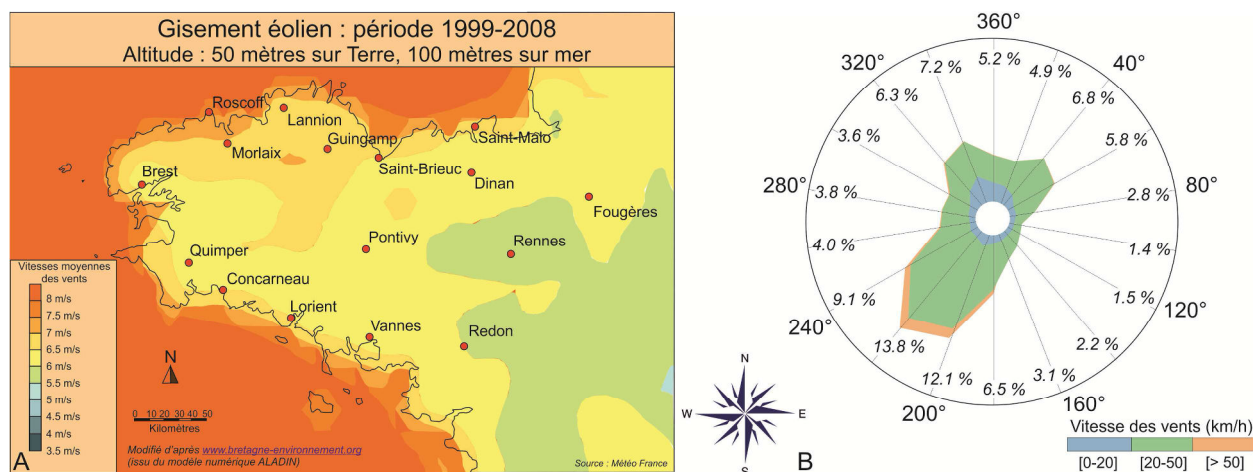 Gisement éolien : période 1999-2008
Altitude : 50 mètres sur Terre, 100 mètres sur mer
Roscoff
Lannion
Morlaix
Guingamp
Saint-Malo
Saint-Brieuc
Brest
Dinan
Fougères
Pontivy
Rennes
Quimper
Concarneau
Lorient
Vannes
Redon
Vitesses moyennes
des vents
8 m/s
7.5 m/s
7 m/s
6.5 m/s
6 m/s
5.5 m/s
5 m/s
4.5 m/s
4 m/s
3.5 m/s
N
0 10 20 30 40 50
Kilomètres
Modifié d'après www.bretagne-environnement.org
(issu du modèle numérique ALADIN)
Source : Météo France
A
360°
40°
80°
120°
160°
200°
240°
280°
320°
5.2 %
4.9 %
6.8 %
5.8 %
2.8 %
1.4 %
1.5 %
2.2 %
3.1 %
6.5 %
12.1 %
13.8 %
9.1 %
4.0 %
3.8 %
3.6 %
6.3 %
7.2 %
N
W
E
S
B
Vitesse des vents (km/h)
[0-20] [20-50] [> 50]